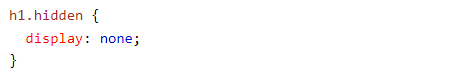 h1.hidden {
  display: none;
}